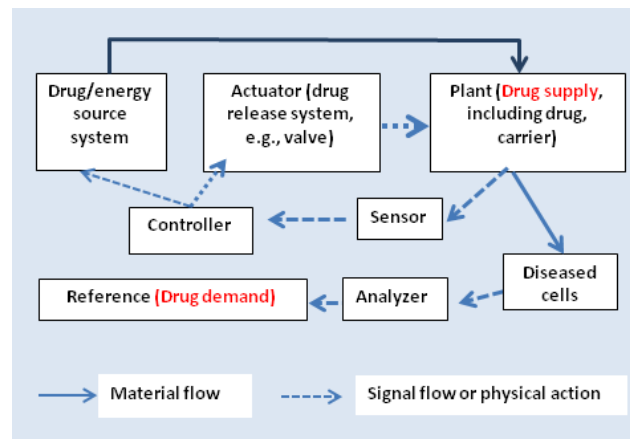 Drug/energy
source
system
Actuator (drug
release system,
e.g., valve)
Plant (Drug supply,
including drug,
carrier)
Controller
Sensor
Diseased
cells
Reference (Drug demand)
Analyzer
Material flow
Signal flow or physical action